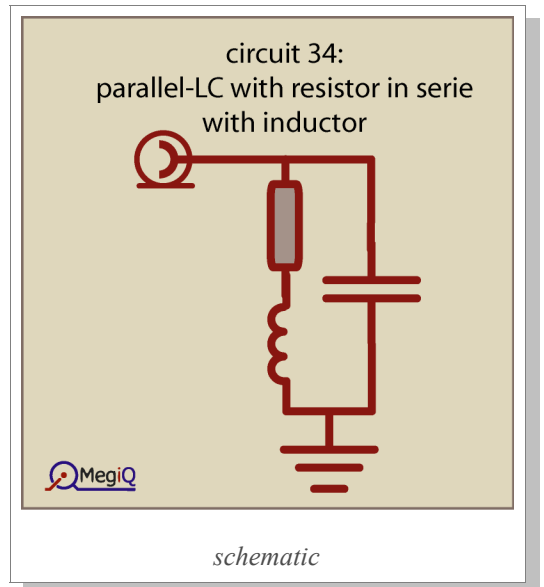 circuit 34:
parallel-LC with resistor in serie
with inductor
MegiQ
schematic